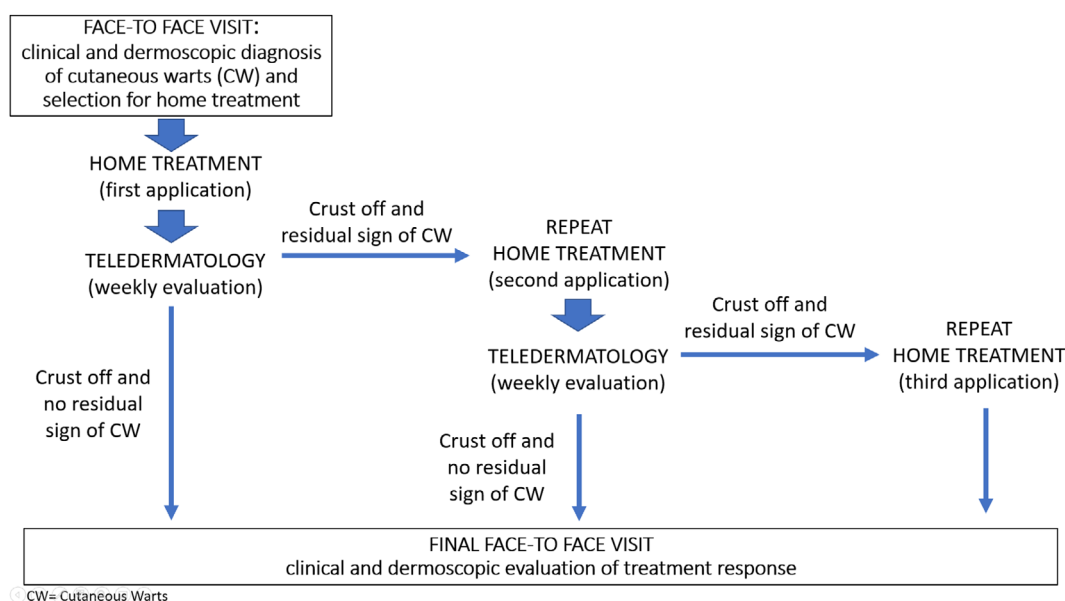 FACE-TO FACE VISIT:
clinical and dermoscopic diagnosis
of cutaneous warts (CW) and
selection for home treatment
HOME TREATMENT
(first application)
TELEDERMATOLOGY
(weekly evaluation)
Crust off and
residual sign of CW
REPEAT
HOME TREATMENT
(second application)
TELEDERMATOLOGY
(weekly evaluation)
Crust off and
residual sign of CW
REPEAT
HOME TREATMENT
(third application)
Crust off and
no residual
sign of CW
Crust off and
no residual
sign of CW
FINAL FACE-TO FACE VISIT
clinical and dermoscopic evaluation of treatment response
CW= Cutaneous Warts